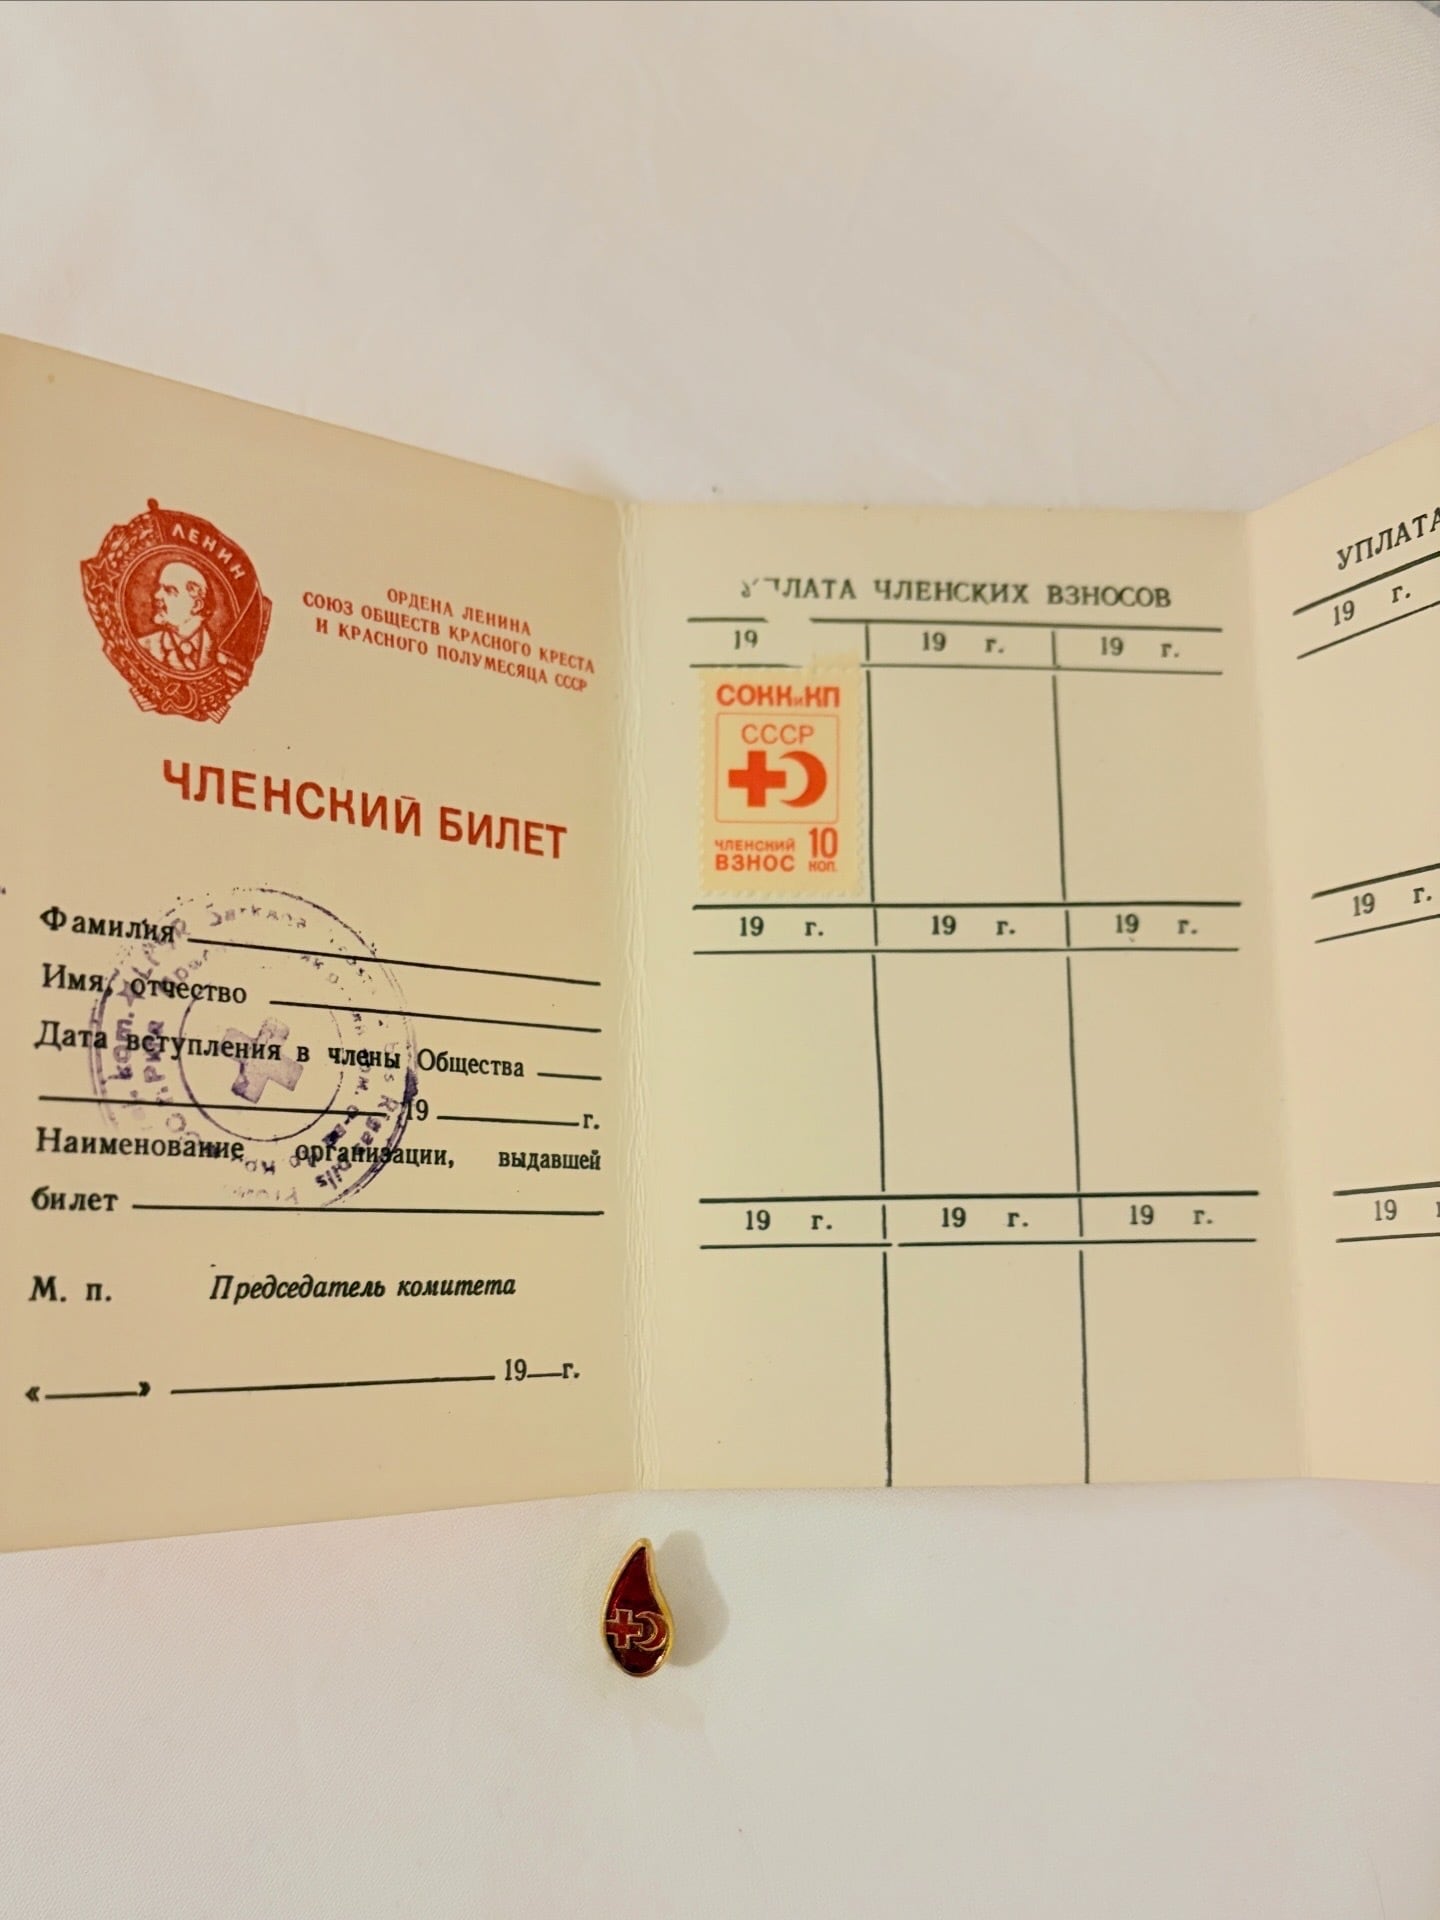 ЛЕНИН
ОРДЕНА ЛЕНИНА
СОЮЗ ОБЩЕСТВ КРАСНОГО КРЕСТА
И КРАСНОГО ПОЛУМЕСЯЦА СССР
ЧЛЕНСКИЙ БИЛЕТ
Фамилия
Имя, отчество
Дата вступления в члены Общества
19 г.
Наименование организации, выдавшей
билет
М. п. Председатель комитета
« » 19 г.
УПЛАТА ЧЛЕНСКИХ ВЗНОСОВ
19 19 г. 19 г.
СОКК и КП
СССР
ЧЛЕНСКИЙ 10
ВЗНОС КОП.
19 г. 19 г. 19 г.
19 г. 19 г. 19 г.
УПЛАТА
19 г.
19 г.
19